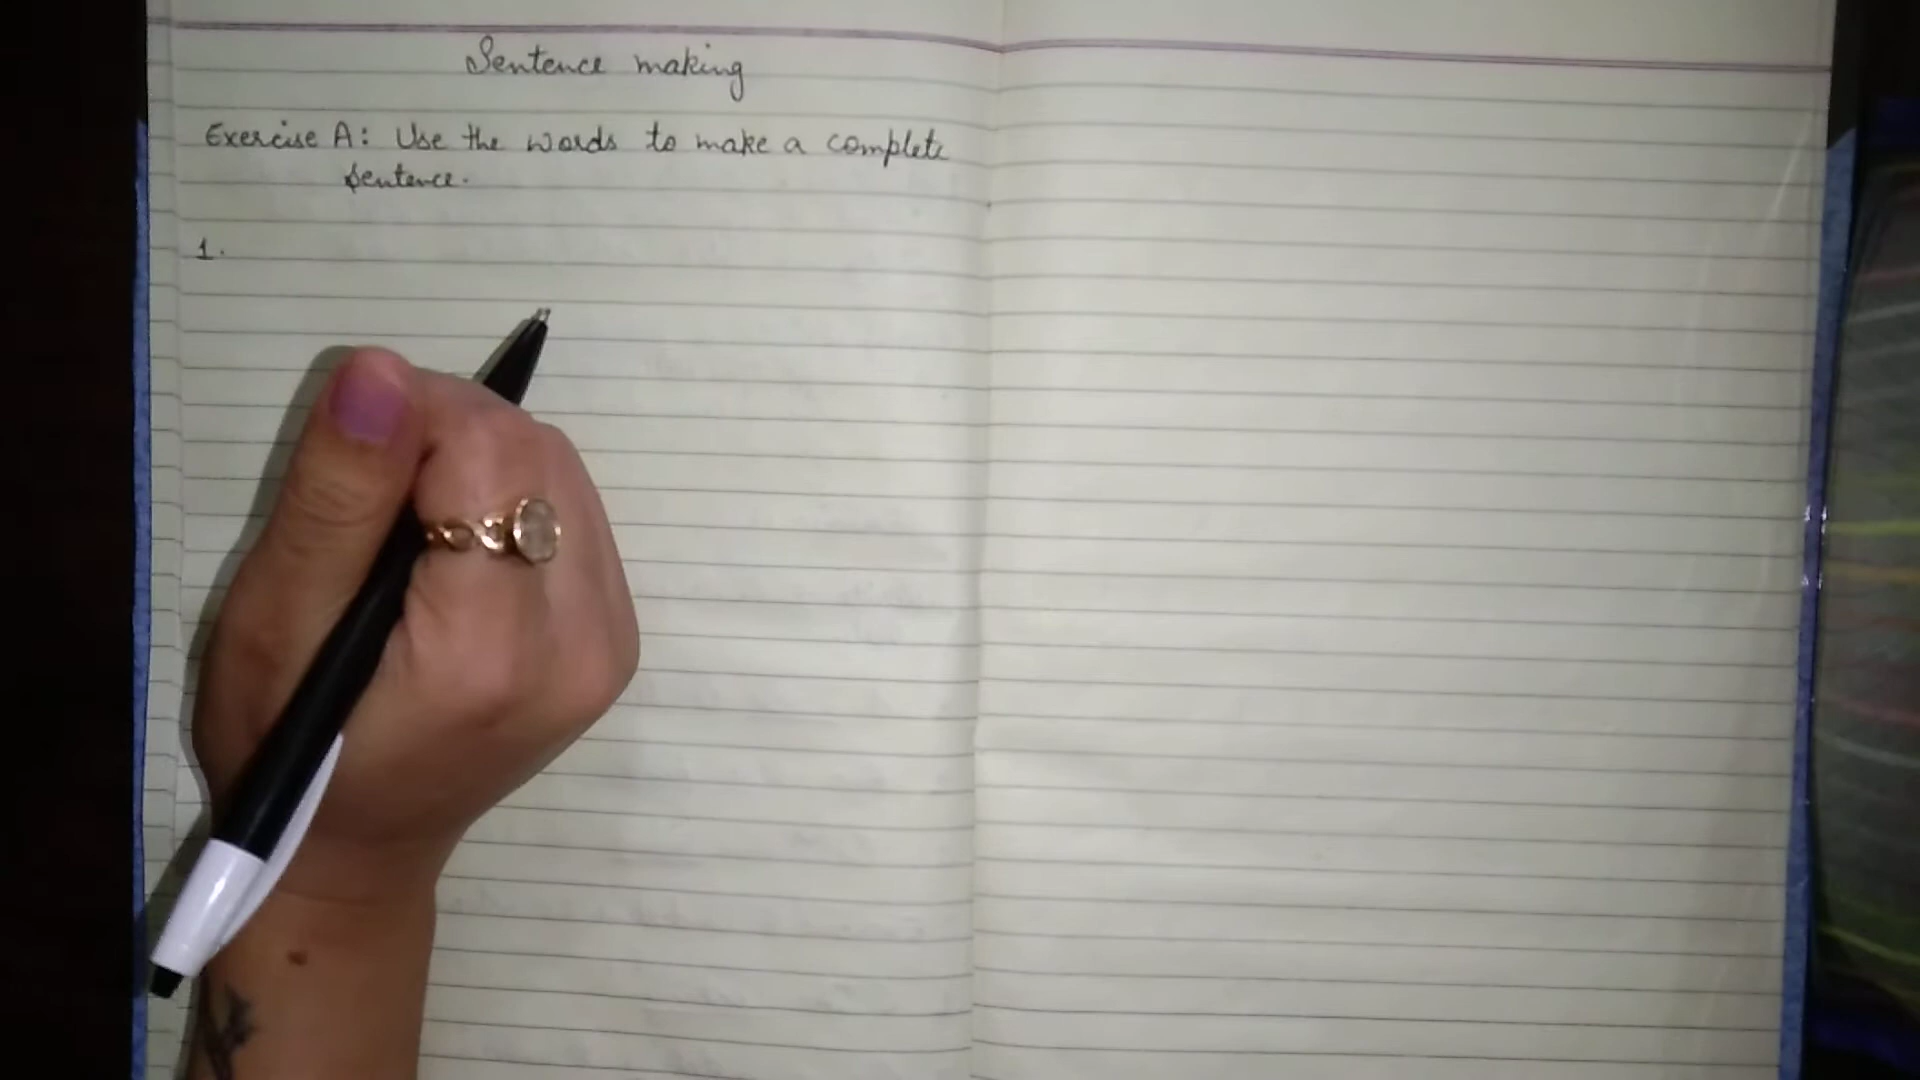 Sentence making
Exercise A: Use the words to make a complete
sentence.
1.